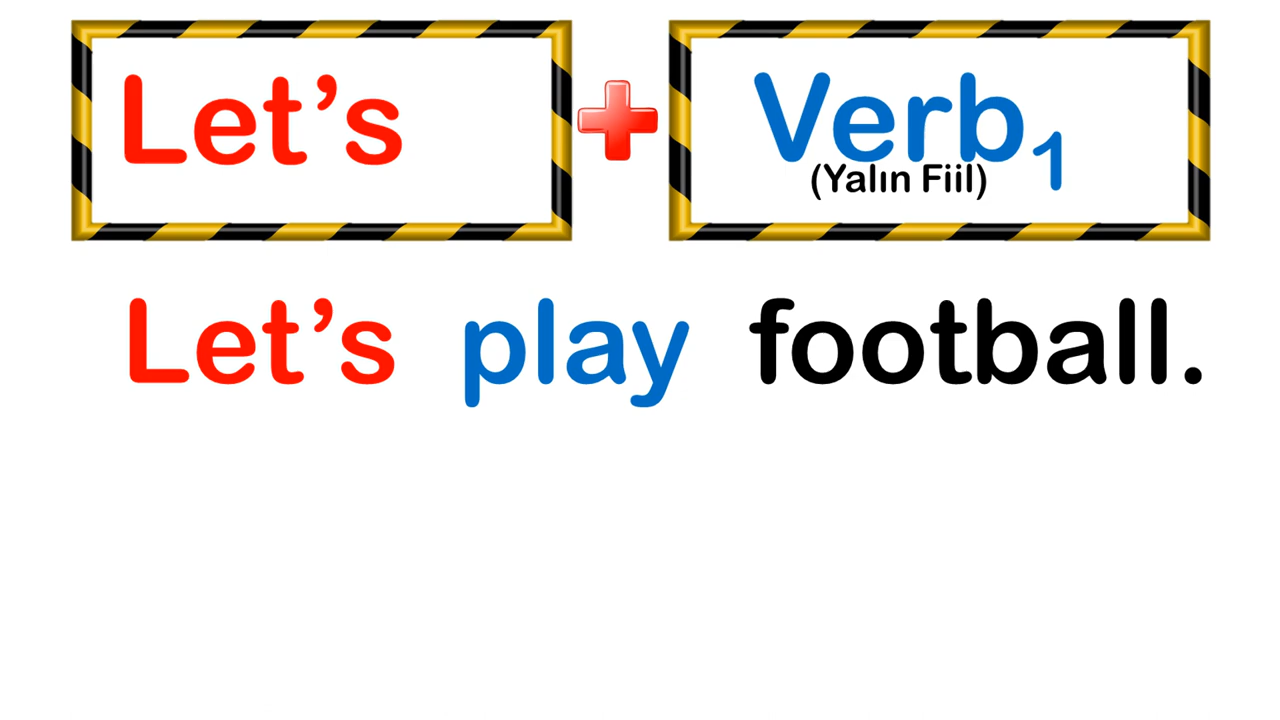 Let’s + Verb₁
(Yalın Fiil)
Let’s play football.